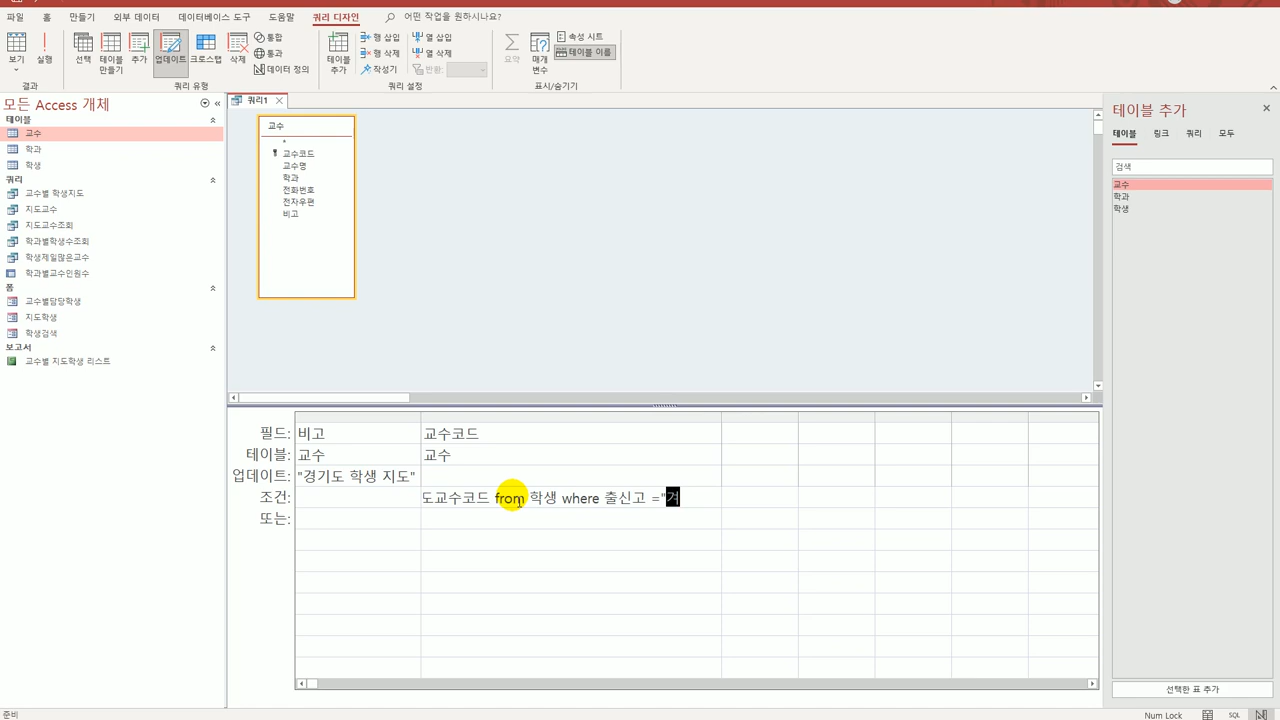 파일 홈 만들기 외부 데이터 데이터베이스 도구 도움말 쿼리 디자인 어떤 작업을 원하시나요?
보기 실행 선택 테이블 만들기 추가 업데이트 크로스탭 삭제 통합 통과 데이터 정의 테이블 추가 행 삽입 행 삭제 작성기 열 삽입 열 삭제 반환: 요약 매개 변수 속성 시트 테이블 이름
결과 쿼리 유형 쿼리 설정 표시/숨기기
모든 Access 개체
테이블
교수
학과
학생
쿼리
교수별 학생지도
지도교수
지도교수조회
학과별학생수조회
학생제일많은교수
학과별교수인원수
폼
교수별담당학생
지도학생
학생검색
보고서
교수별 지도학생 리스트
쿼리1
교수
*
교수코드
교수명
학과
전화번호
전자우편
비고
필드: 비고 교수코드
테이블: 교수 교수
업데이트: "경기도 학생 지도"
조건: 도교수코드 from 학생 where 출신고 ="겨
또는:
테이블 추가
테이블 링크 쿼리 모두
검색
교수
학과
학생
선택한 표 추가
준비 Num Lock SQL